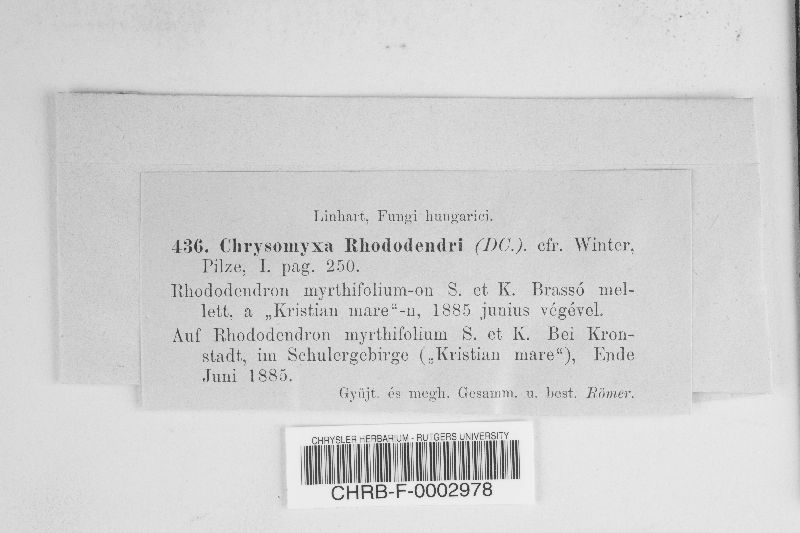 Linhart, Fungi hungarici.
436. Chrysomyxa Rhododendri (DC.). cfr. Winter,
Pilze, I. pag. 250.
Rhododendron myrthifolium-on S. et K. Brassó mel-
lett, a „Kristian mare“-n, 1885 junius végével.
Auf Rhododendron myrthifolium S. et K. Bei Kron-
stadt, im Schulergebirge („Kristian mare“), Ende
Juni 1885.
Gyüjt. és megh. Gesamm. u. best. Römer.
CHRYSLER HERBARIUM - RUTGERS UNIVERSITY
CHRB-F-0002978